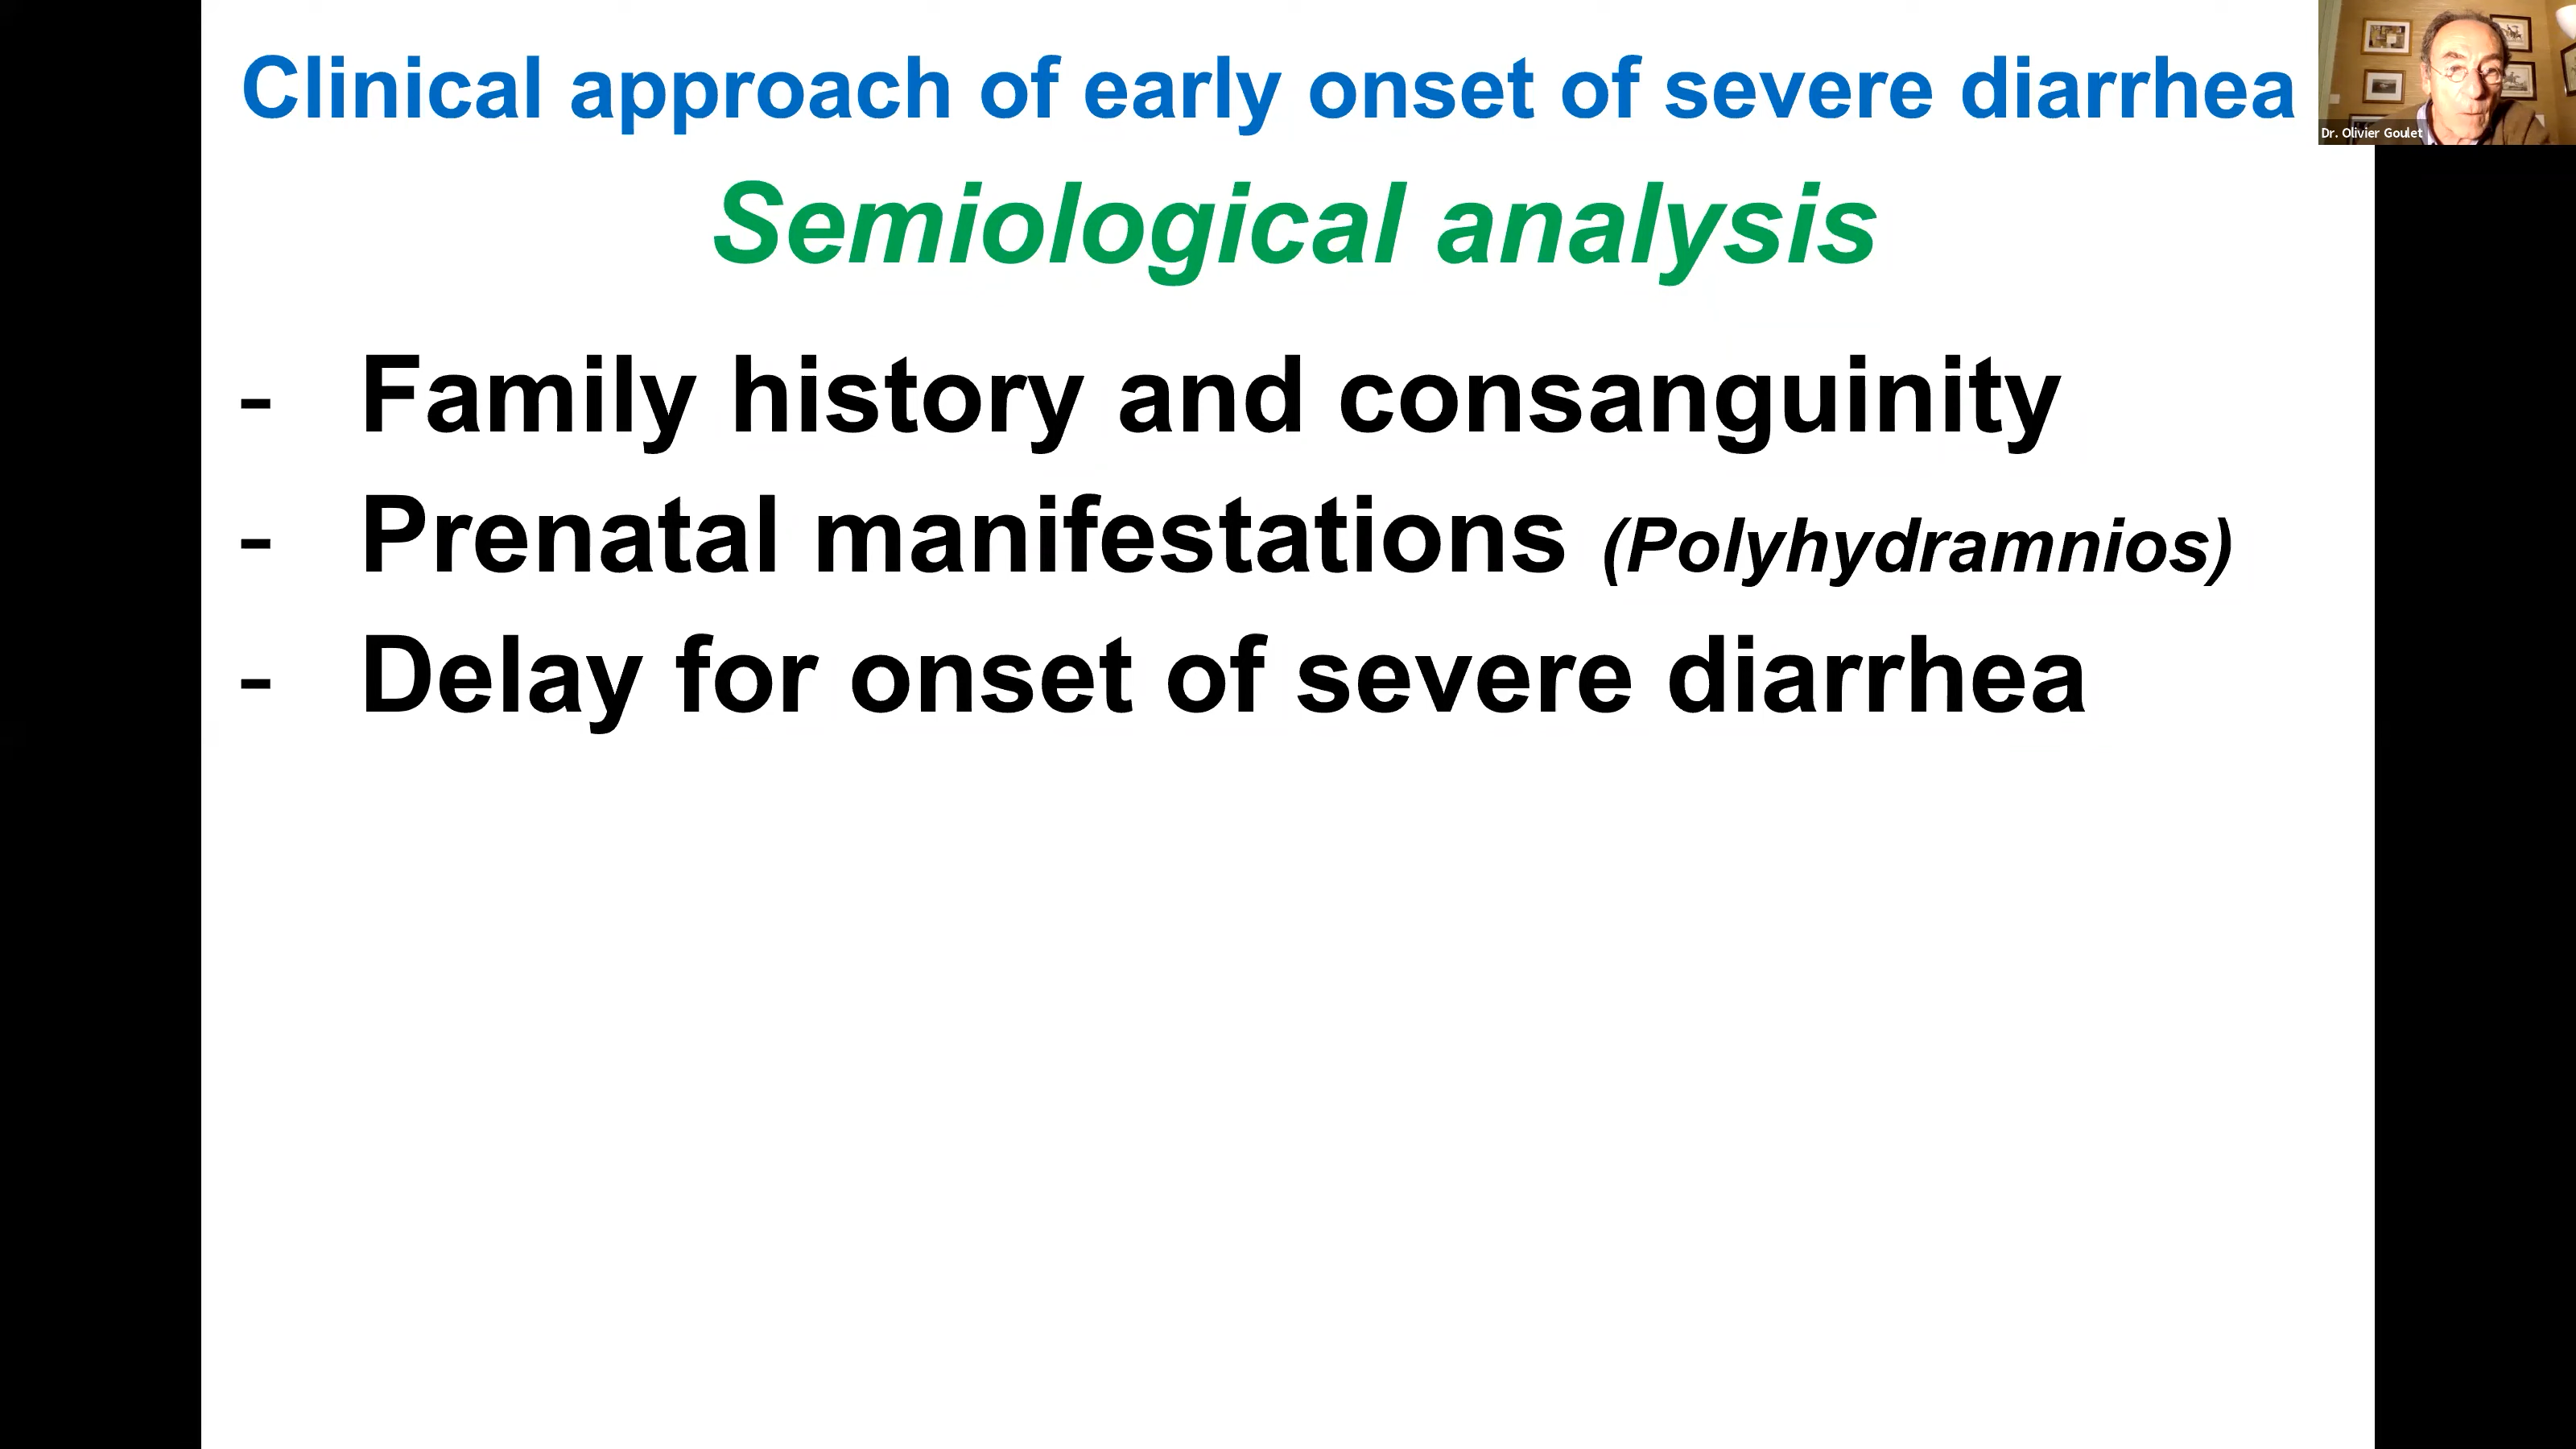 Clinical approach of early onset of severe diarrhea
Dr. Olivier Goulet
Semiological analysis
- Family history and consanguinity
- Prenatal manifestations (Polyhydramnios)
- Delay for onset of severe diarrhea